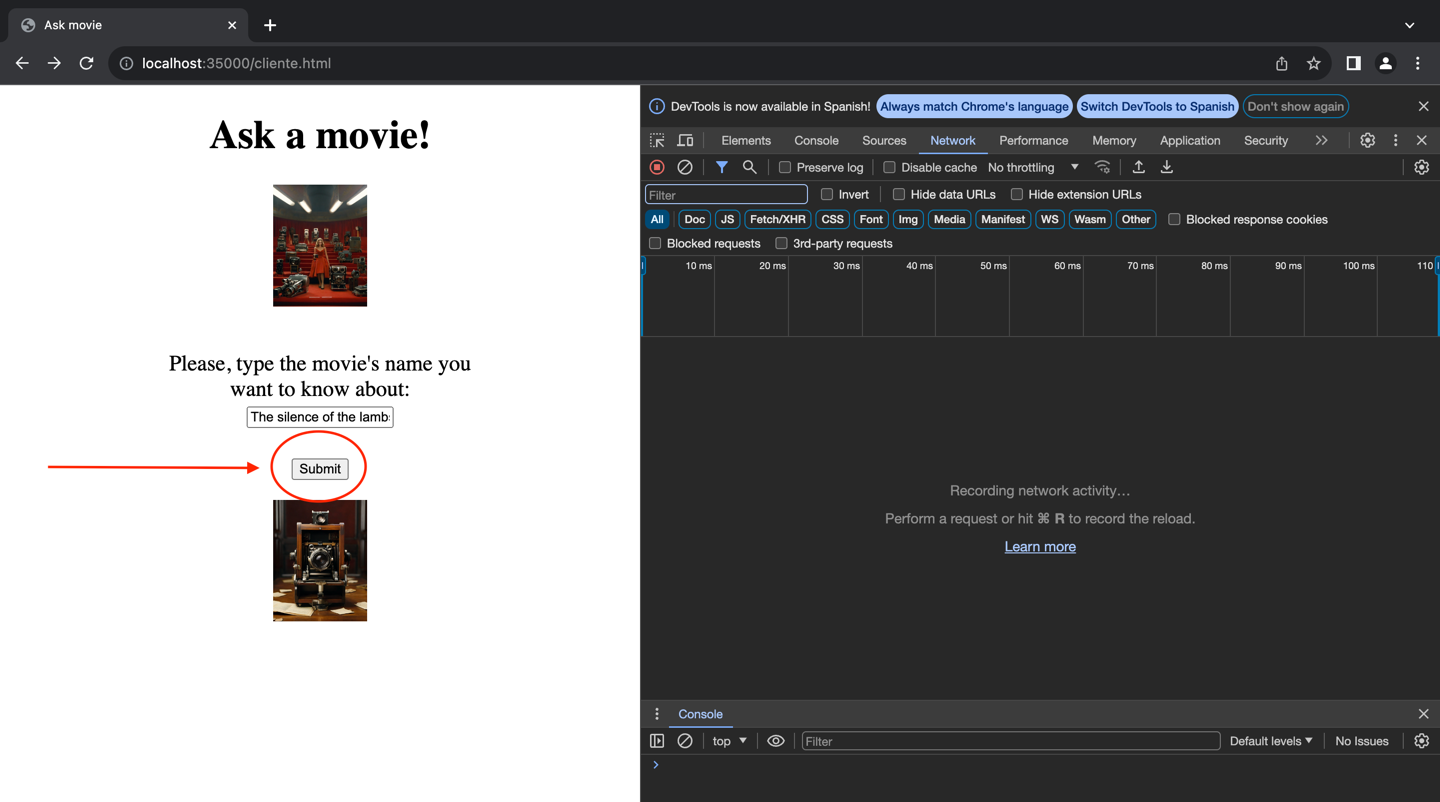 Ask movie
localhost:35000/cliente.html
Ask a movie!
Please, type the movie's name you
want to know about:
The silence of the lamb
Submit
DevTools is now available in Spanish! Always match Chrome's language Switch DevTools to Spanish Don't show again
Elements Console Sources Network Performance Memory Application Security
Preserve log Disable cache No throttling
Filter Invert Hide data URLs Hide extension URLs
All Doc JS Fetch/XHR CSS Font Img Media Manifest WS Wasm Other Blocked response cookies
Blocked requests 3rd-party requests
10 ms 20 ms 30 ms 40 ms 50 ms 60 ms 70 ms 80 ms 90 ms 100 ms 110
Recording network activity…
Perform a request or hit ⌘ R to record the reload.
Learn more
Console
top Filter Default levels No Issues